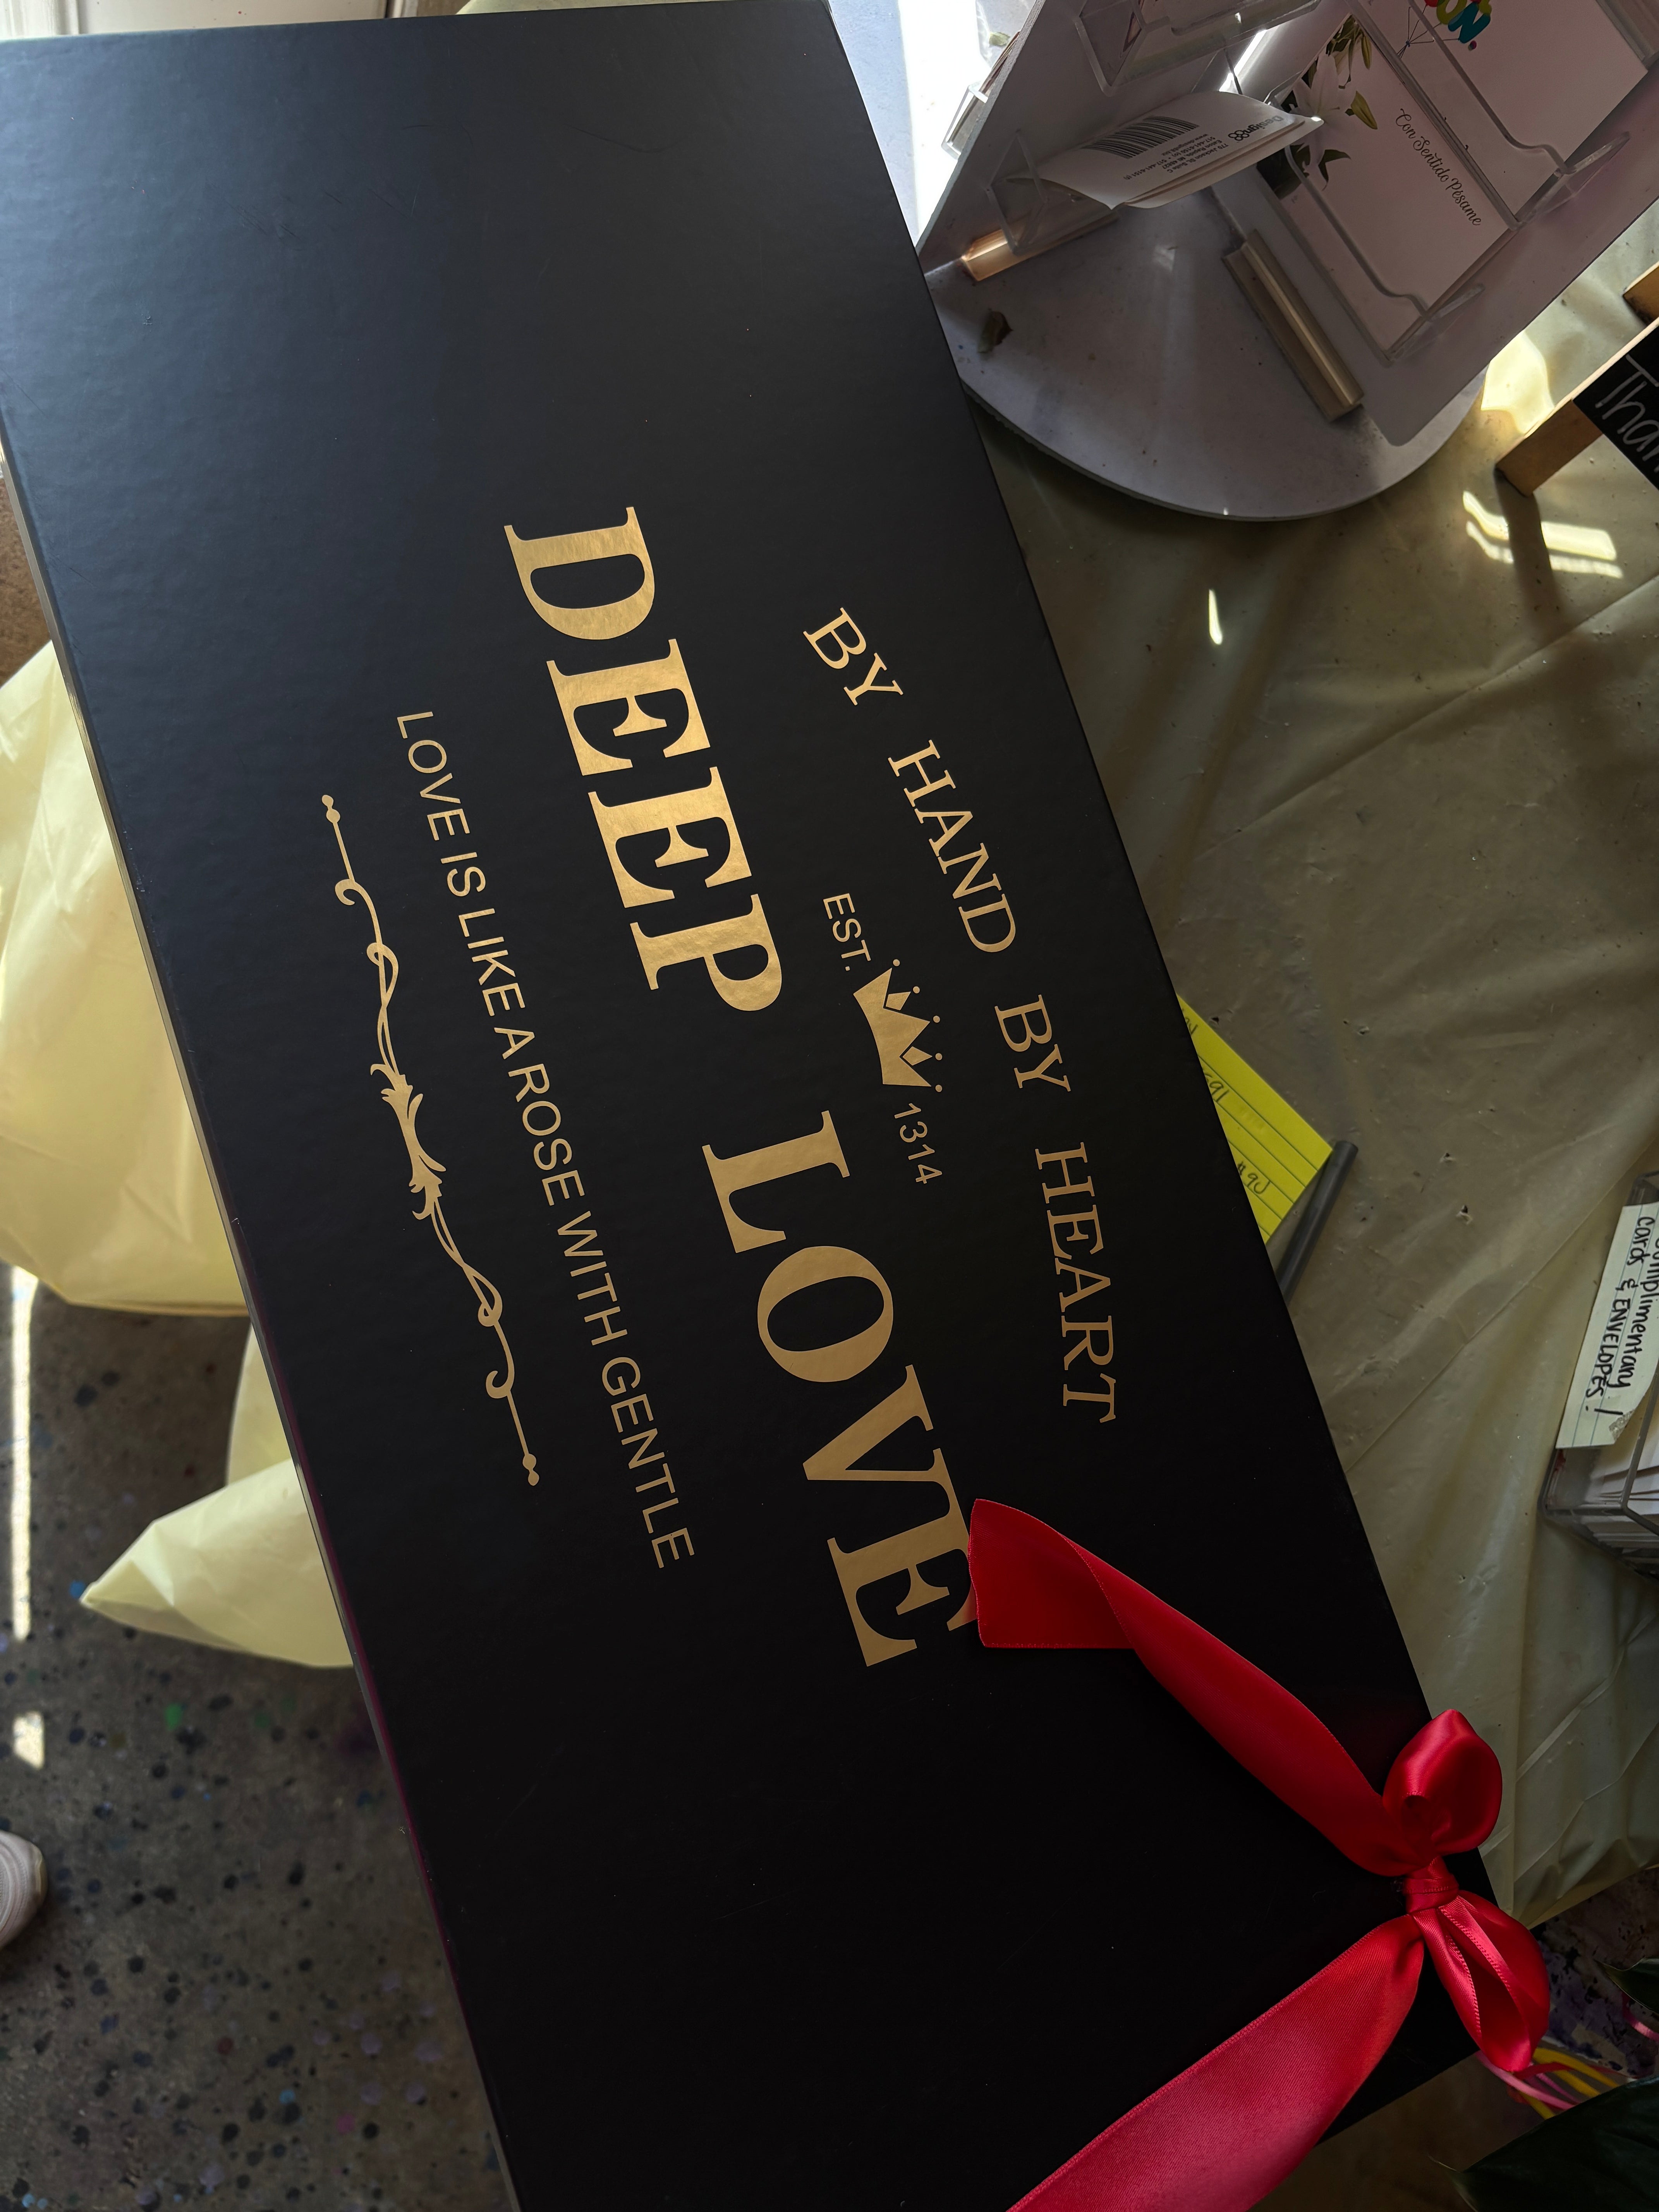 BY HAND BY HEART
EST. 1314
DEEP LOVE
LOVE IS LIKE A ROSE WITH GENTLE
Con Sentido Pésame
Design88
cards & ENVELOPES!